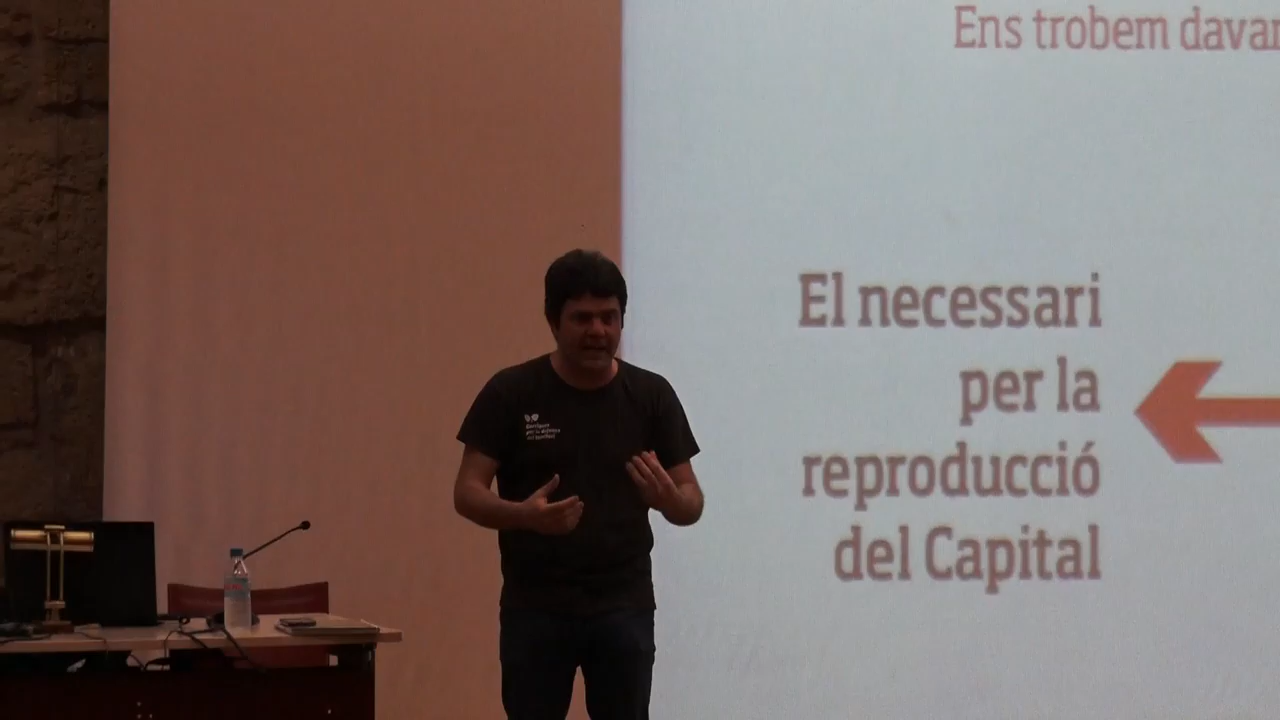 Ens trobem davan
El necessari
per la
reproducció
del Capital